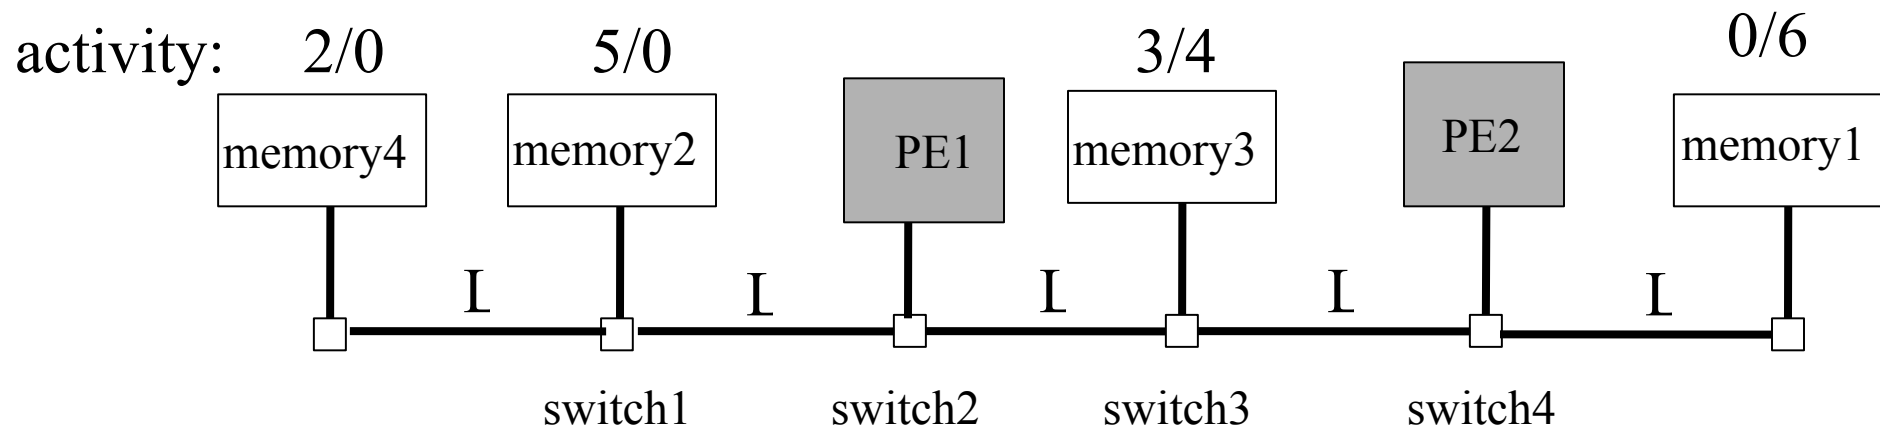 activity: 2/0 5/0 3/4 0/6
memory4 memory2 PE1 memory3 PE2 memory1
L L L L L
switch1 switch2 switch3 switch4